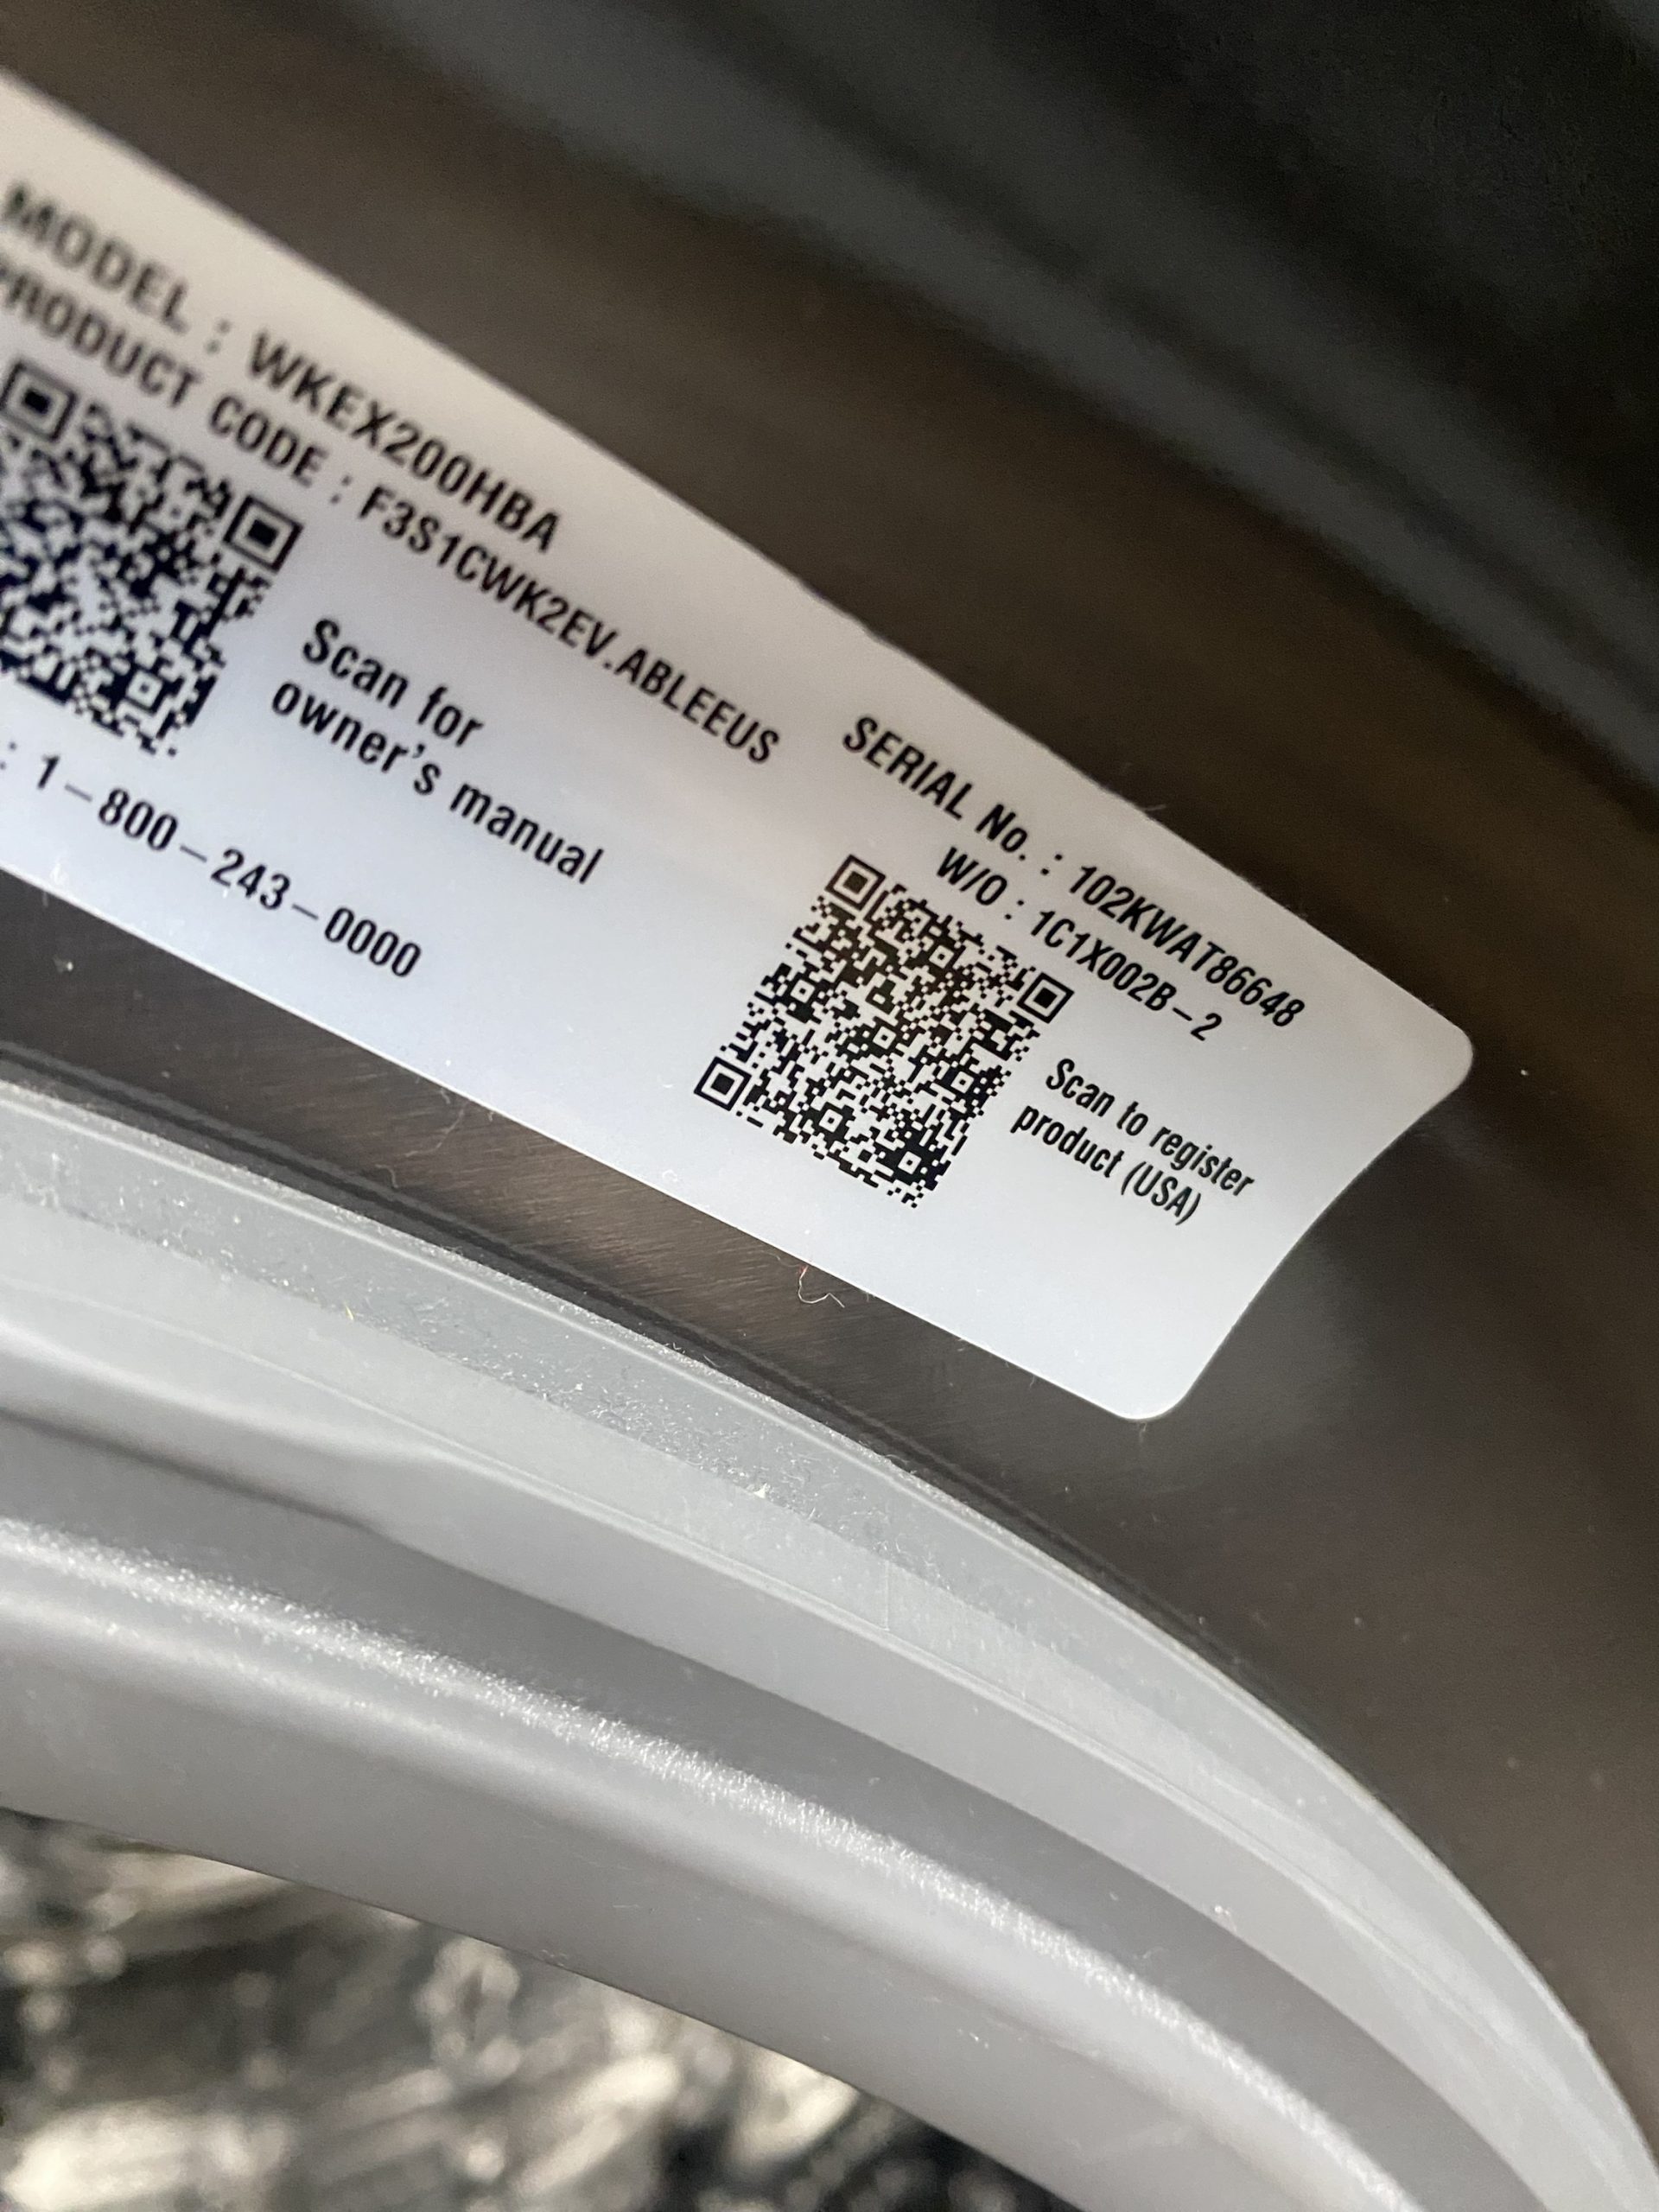 MODEL : WKEX200HBA
PRODUCT CODE : F3S1CWK2EV.ABLEEUS
Scan for
owner's manual
: 1-800-243-0000
SERIAL No. : 102KWAT86648
W/O : 1C1X002B-2
Scan to register
product (USA)